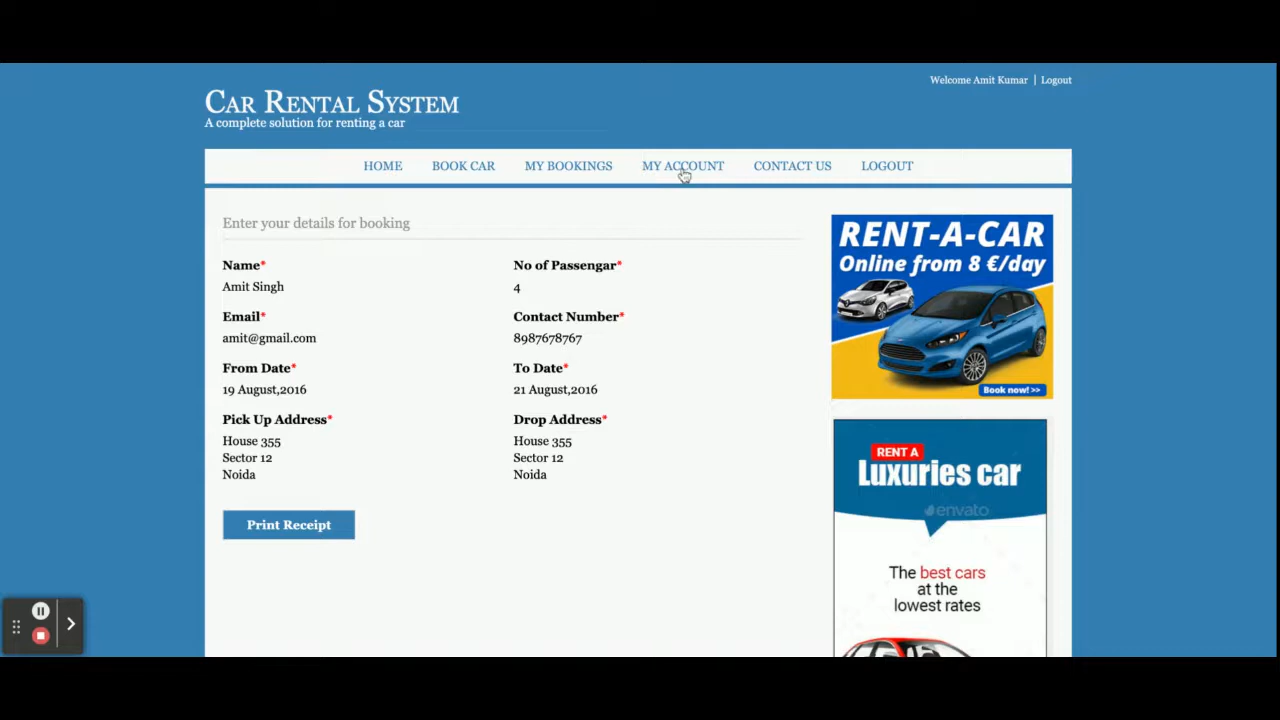 Welcome Amit Kumar | Logout
CAR RENTAL SYSTEM
A complete solution for renting a car
HOME BOOK CAR MY BOOKINGS MY ACCOUNT CONTACT US LOGOUT
Enter your details for booking
Name* No of Passengar*
Amit Singh 4
Email* Contact Number*
amit@gmail.com 8987678767
From Date* To Date*
19 August,2016 21 August,2016
Pick Up Address* Drop Address*
House 355 House 355
Sector 12 Sector 12
Noida Noida
Print Receipt
RENT-A-CAR
Online from 8 €/day
Book now! >>
RENT A
Luxuries car
envato
The best cars
at the
lowest rates